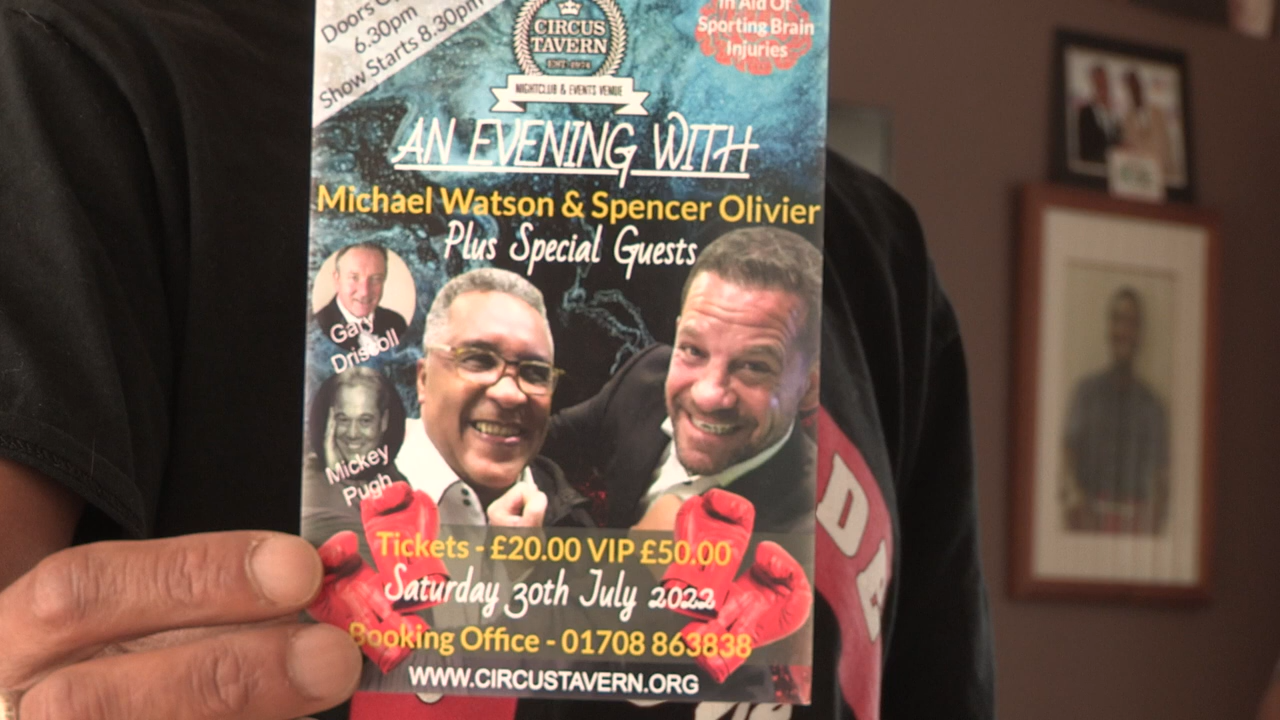 Doors
6.30pm
Show Starts 8.30pm
CIRCUS
TAVERN
EST. 1974
NIGHTCLUB & EVENTS VENUE
In Aid Of
Sporting Brain
Injuries
AN EVENING WITH
Michael Watson & Spencer Olivier
Plus Special Guests
Gary
Driscoll
Mickey
Pugh
Tickets - £20.00 VIP £50.00
Saturday 30th July 2022
Booking Office - 01708 863838
WWW.CIRCUSTAVERN.ORG